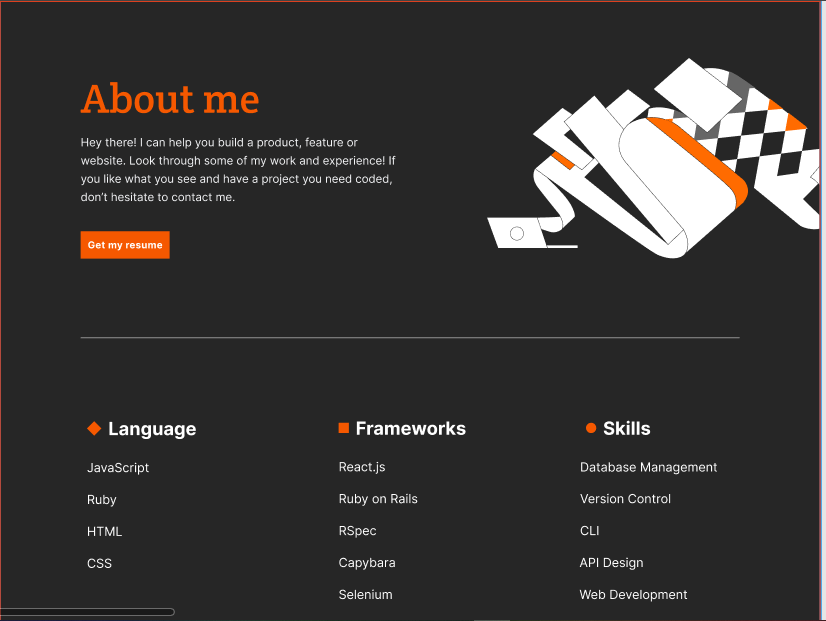 About me
Hey there! I can help you build a product, feature or
website. Look through some of my work and experience! If
you like what you see and have a project you need coded,
don’t hesitate to contact me.
Get my resume
Language
JavaScript
Ruby
HTML
CSS
Frameworks
React.js
Ruby on Rails
RSpec
Capybara
Selenium
Skills
Database Management
Version Control
CLI
API Design
Web Development